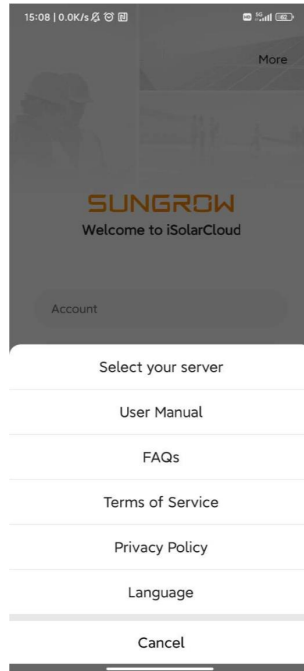 15:08 | 0.0K/s
More
SUNGROW
Welcome to iSolarCloud
Account
Select your server
User Manual
FAQs
Terms of Service
Privacy Policy
Language
Cancel